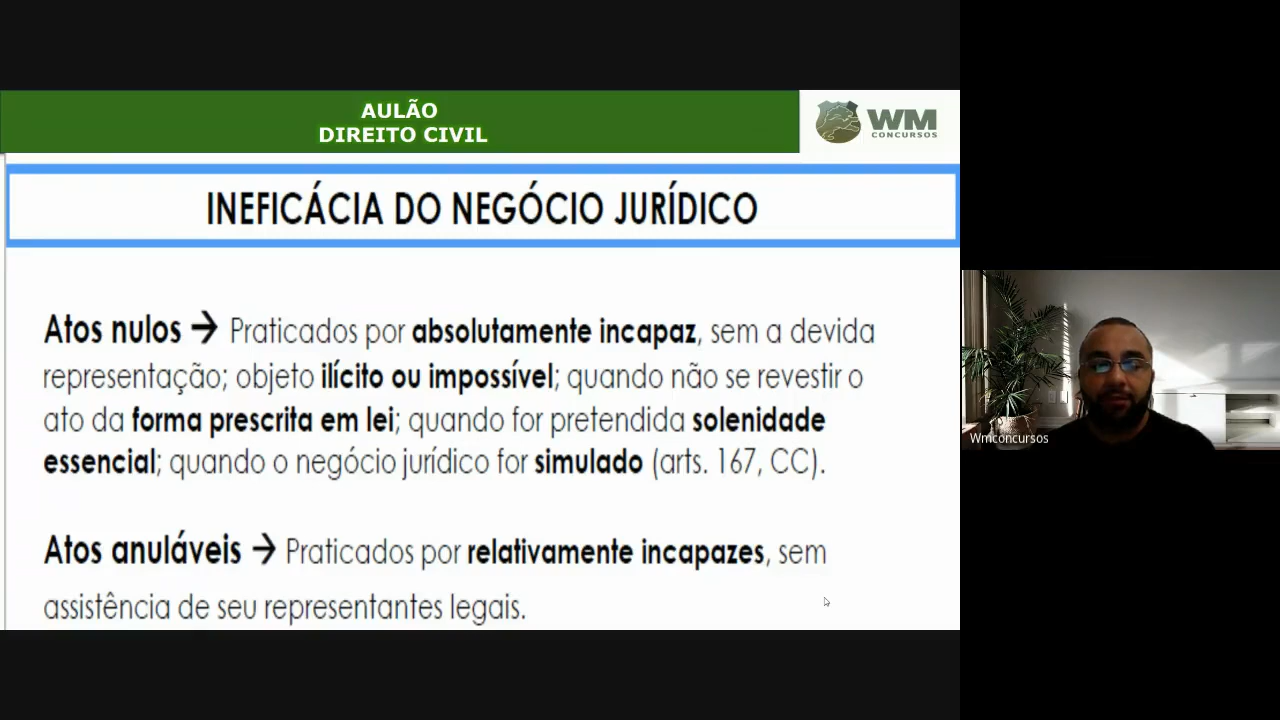 AULÃO
DIREITO CIVIL
WM
CONCURSOS
INEFICÁCIA DO NEGÓCIO JURÍDICO
Atos nulos → Praticados por absolutamente incapaz, sem a devida
representação; objeto ilícito ou impossível; quando não se revestir o
ato da forma prescrita em lei; quando for pretendida solenidade
essencial; quando o negócio jurídico for simulado (arts. 167, CC).
Atos anuláveis → Praticados por relativamente incapazes, sem
assistência de seu representantes legais.
Wmconcursos